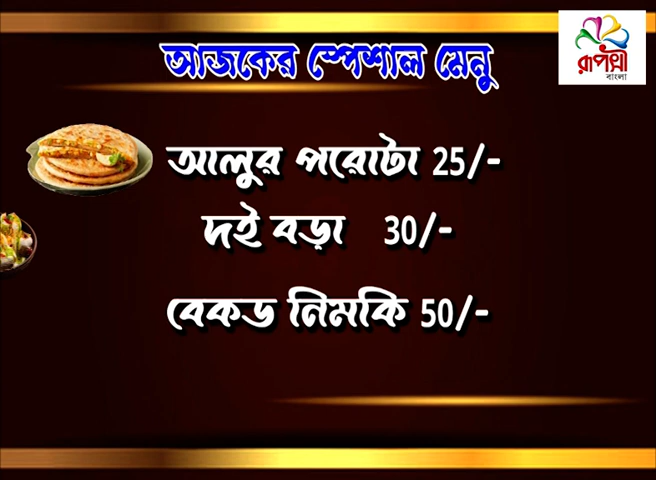 আজকের স্পেশাল মেনু
রূপসী
বাংলা
আলুর পরোটা 25/-
দই বড়া 30/-
বেকড নিমকি 50/-